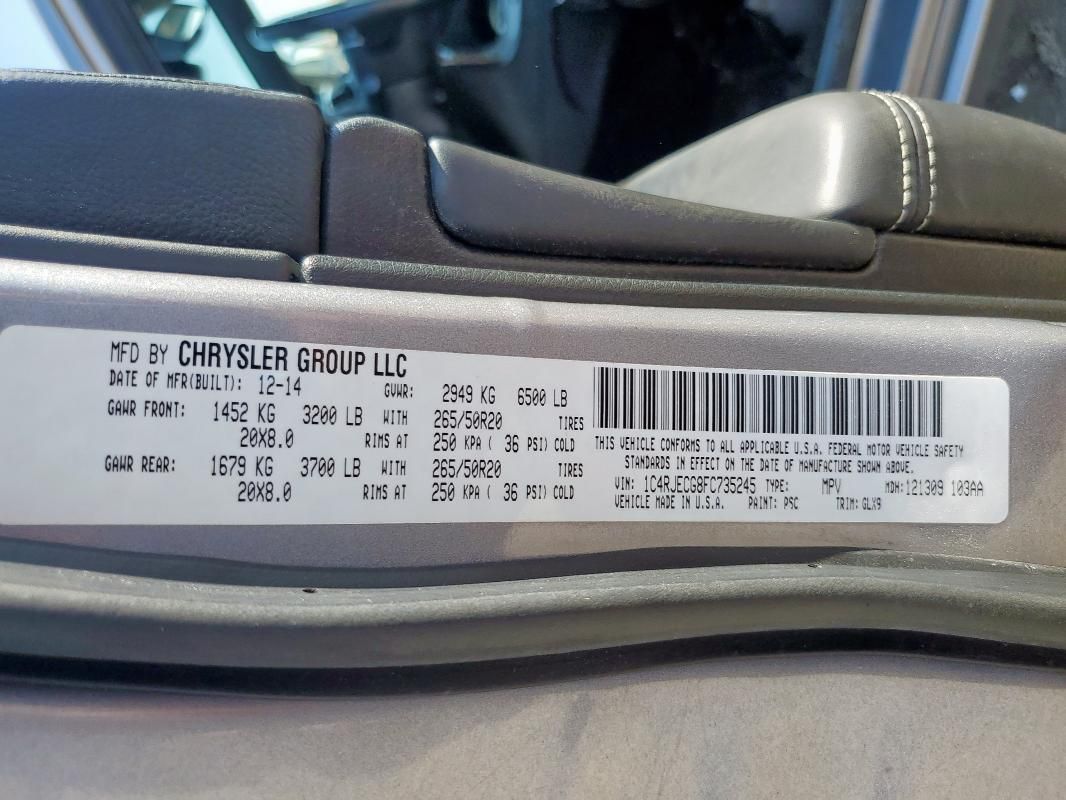 MFD BY CHRYSLER GROUP LLC
DATE OF MFR(BUILT): 12-14 GVWR: 2949 KG 6500 LB
GAWR FRONT: 1452 KG 3200 LB WITH 265/50R20 TIRES
20X8.0 RIMS AT 250 KPA ( 36 PSI) COLD
GAWR REAR: 1679 KG 3700 LB WITH 265/50R20 TIRES
20X8.0 RIMS AT 250 KPA ( 36 PSI) COLD
THIS VEHICLE CONFORMS TO ALL APPLICABLE U.S.A. FEDERAL MOTOR VEHICLE SAFETY
STANDARDS IN EFFECT ON THE DATE OF MANUFACTURE SHOWN ABOVE.
VIN: 1C4RJECG8FC735245 TYPE: MPV MDH:121309 103AA
VEHICLE MADE IN U.S.A. PAINT: PSC TRIM: GLX9